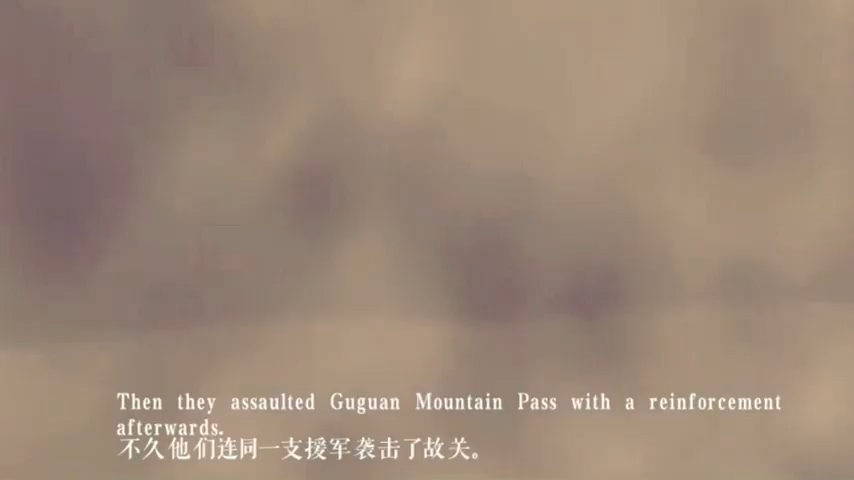 Then they assaulted Guguan Mountain Pass with a reinforcement
afterwards.
不久他们连同一支援军袭击了故关。